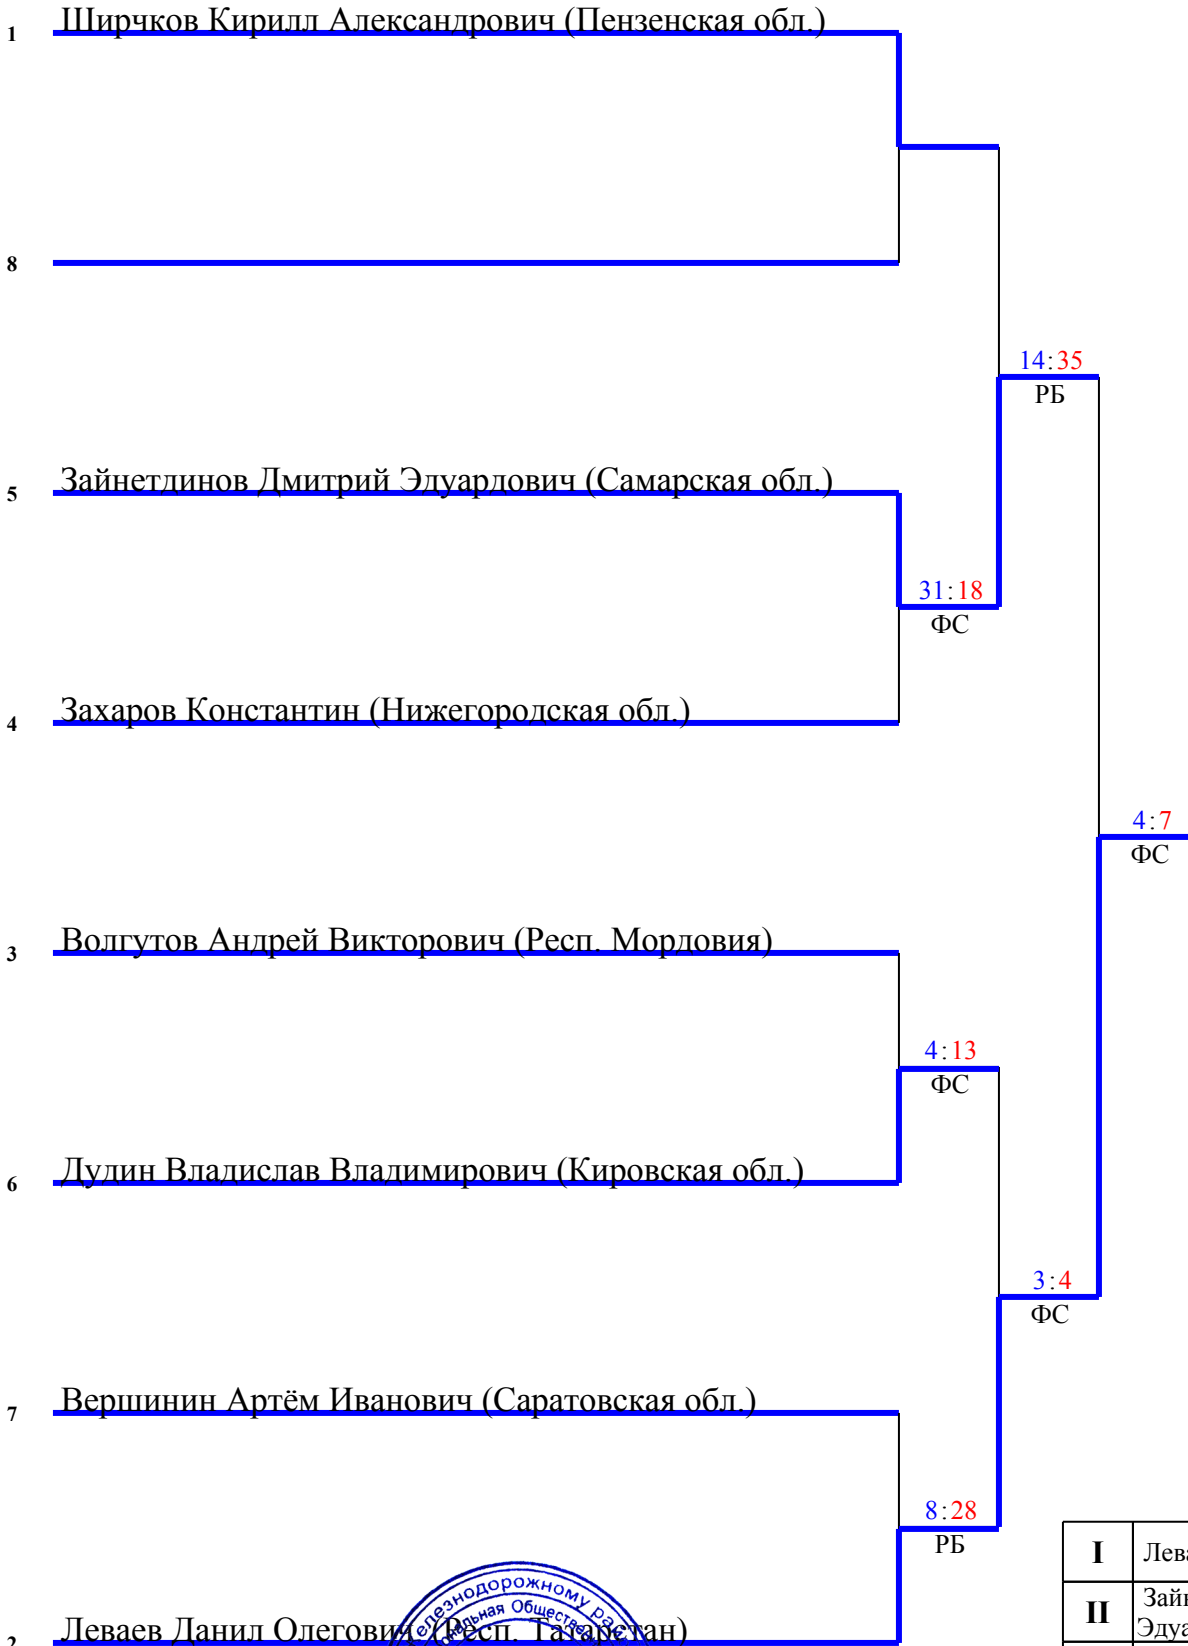 1 Ширчков Кирилл Александрович (Пензенская обл.)
8
14:35
РБ
5 Зайнетдинов Дмитрий Эдуардович (Самарская обл.)
31:18
ФС
4 Захаров Константин (Нижегородская обл.)
4:7
ФС
3 Волгутов Андрей Викторович (Респ. Мордовия)
4:13
ФС
6 Дудин Владислав Владимирович (Кировская обл.)
3:4
ФС
7 Вершинин Артём Иванович (Саратовская обл.)
8:28
РБ
I
II
2 Леваев Данил Олегович (Респ. Татарстан)